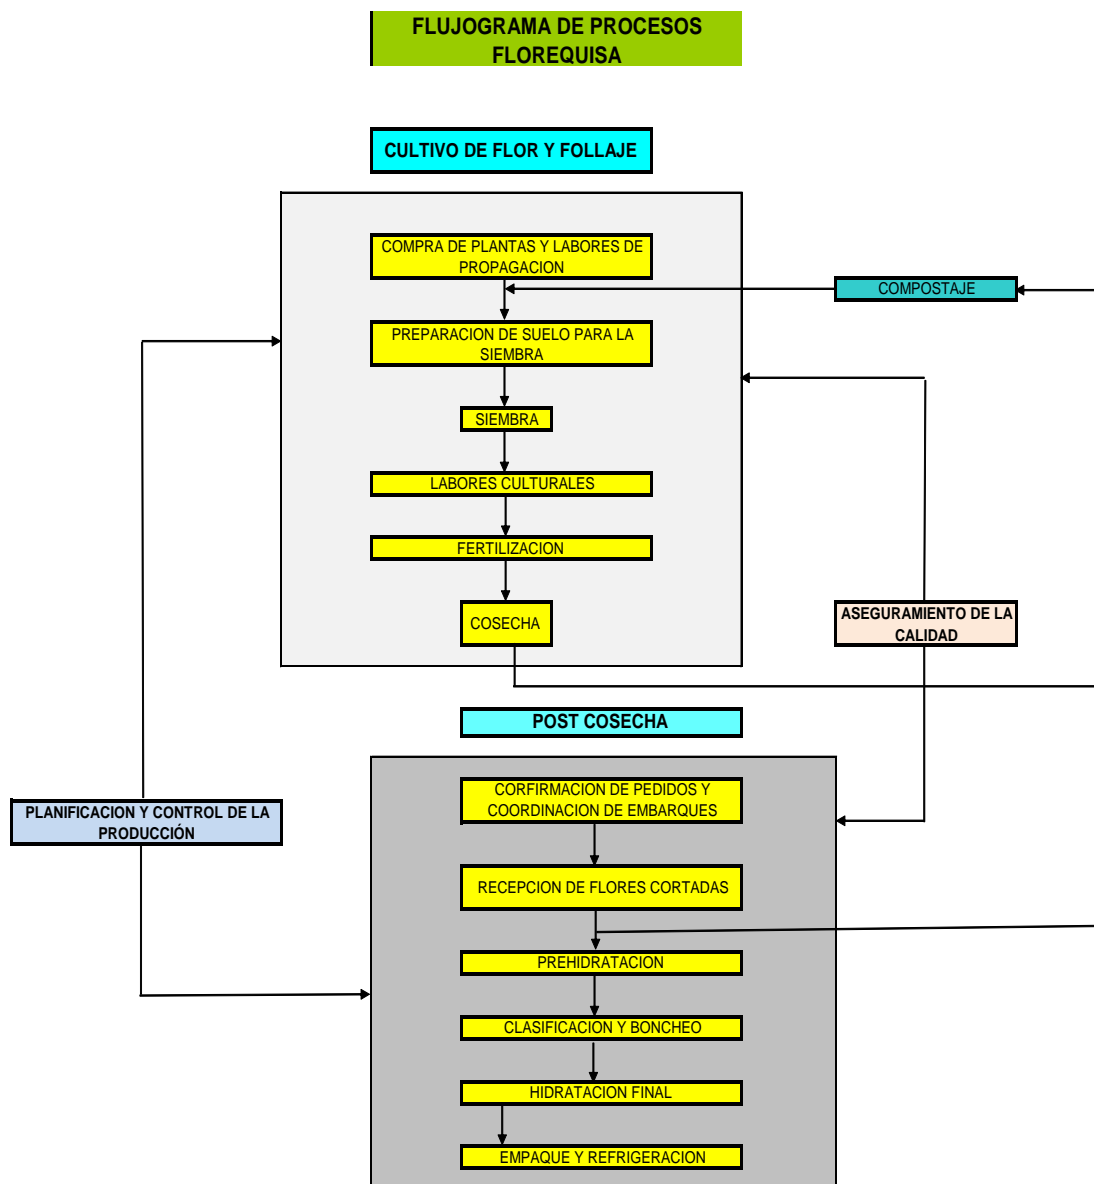 FLUJOGRAMA DE PROCESOS
FLOREQUISA
CULTIVO DE FLOR Y FOLLAJE
COMPRA DE PLANTAS Y LABORES DE
PROPAGACION
COMPOSTAJE
PREPARACION DE SUELO PARA LA
SIEMBRA
SIEMBRA
LABORES CULTURALES
FERTILIZACION
COSECHA
ASEGURAMIENTO DE LA
CALIDAD
POST COSECHA
CORFIRMACION DE PEDIDOS Y
COORDINACION DE EMBARQUES
PLANIFICACION Y CONTROL DE LA
PRODUCCIÓN
RECEPCION DE FLORES CORTADAS
PREHIDRATACION
CLASIFICACION Y BONCHEO
HIDRATACION FINAL
EMPAQUE Y REFRIGERACION